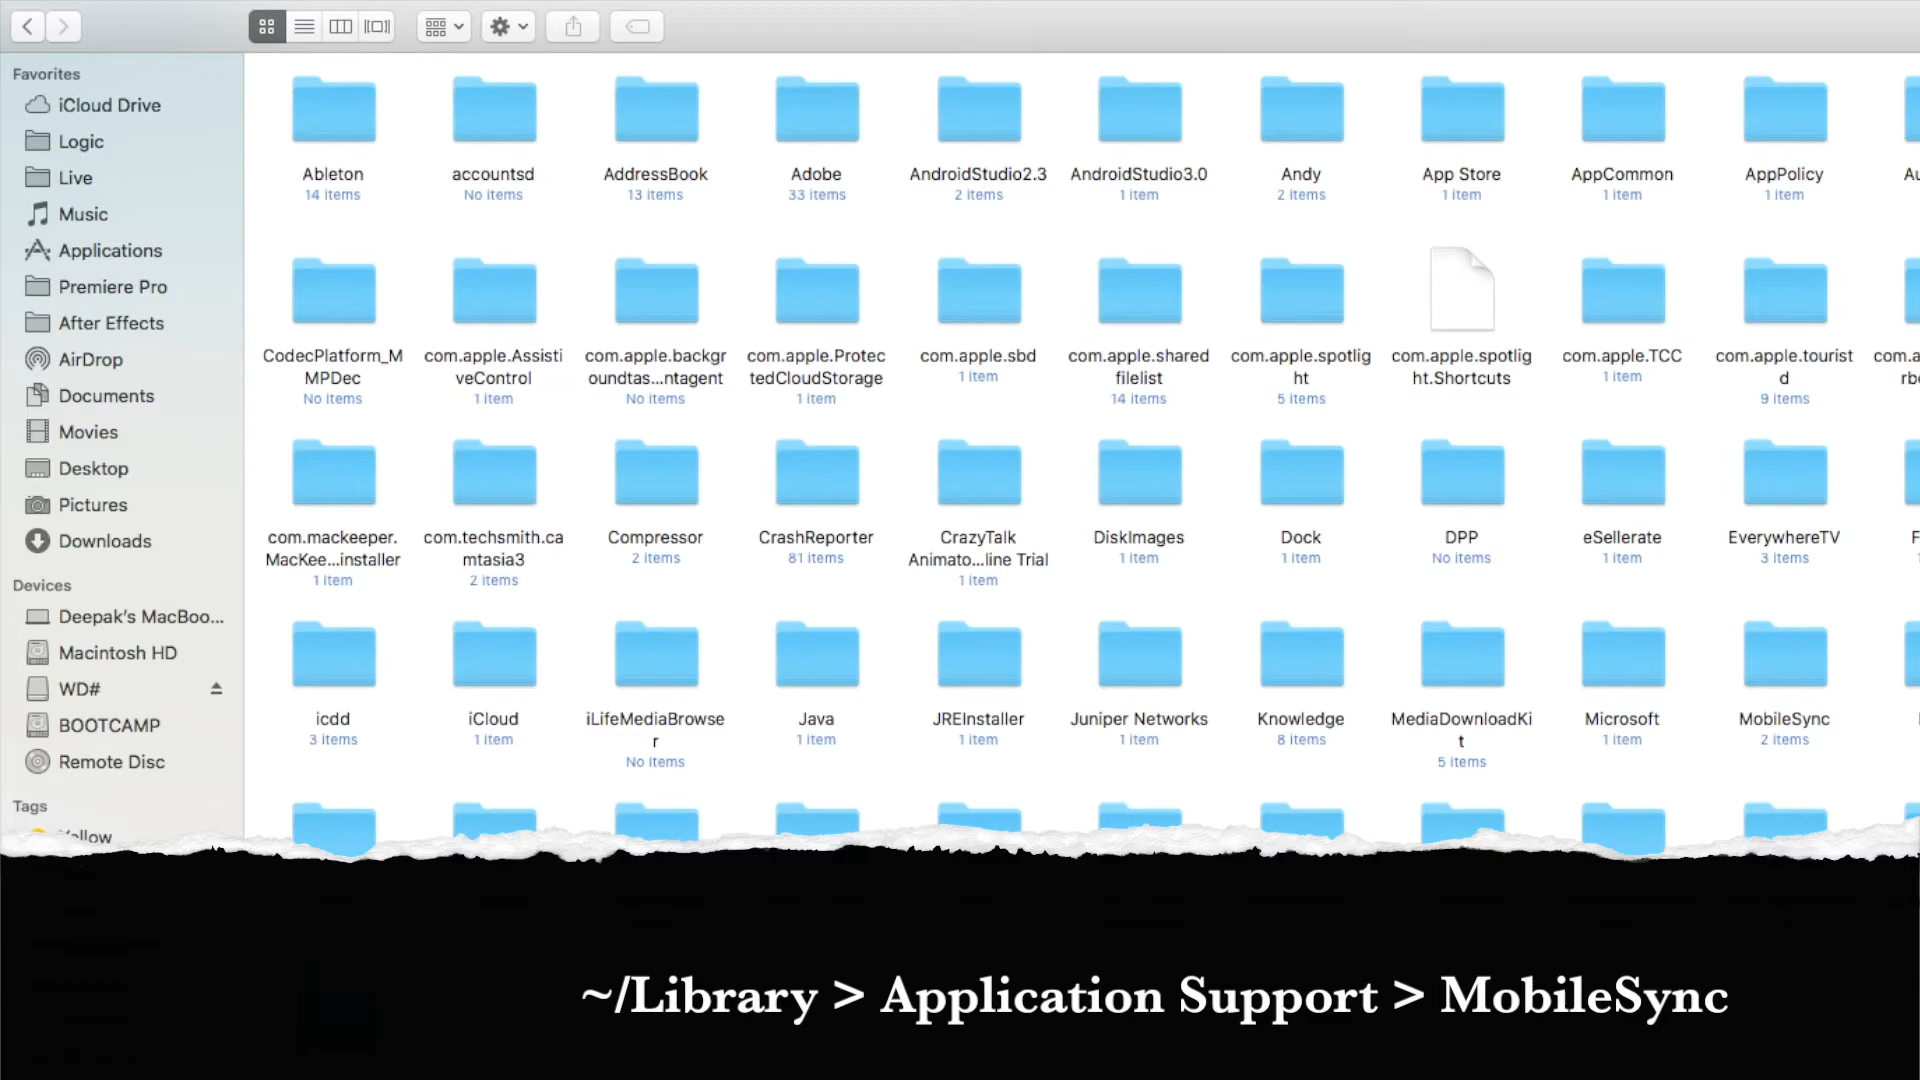 Favorites
iCloud Drive
Logic
Live
Music
Applications
Premiere Pro
After Effects
AirDrop
Documents
Movies
Desktop
Pictures
Downloads
Devices
Deepak's MacBoo...
Macintosh HD
WD#
BOOTCAMP
Remote Disc
Tags
Yellow
Ableton
14 items
accountsd
No items
AddressBook
13 items
Adobe
33 items
AndroidStudio2.3
2 items
AndroidStudio3.0
1 item
Andy
2 items
App Store
1 item
AppCommon
1 item
AppPolicy
1 item
CodecPlatform_M
MPDec
No items
com.apple.Assisti
veControl
1 item
com.apple.backgr
oundtas...ntagent
No items
com.apple.Protec
tedCloudStorage
1 item
com.apple.sbd
1 item
com.apple.shared
filelist
14 items
com.apple.spotlig
ht
5 items
com.apple.spotlig
ht.Shortcuts
com.apple.TCC
1 item
com.apple.tourist
d
9 items
com.mackeeper.
MacKee...installer
1 item
com.techsmith.ca
mtasia3
2 items
Compressor
2 items
CrashReporter
81 items
CrazyTalk
Animato...line Trial
1 item
DiskImages
1 item
Dock
1 item
DPP
No items
eSellerate
1 item
EverywhereTV
3 items
icdd
3 items
iCloud
1 item
iLifeMediaBrowse
r
No items
Java
1 item
JREInstaller
1 item
Juniper Networks
1 item
Knowledge
8 items
MediaDownloadKi
t
5 items
Microsoft
1 item
MobileSync
2 items
~/Library > Application Support > MobileSync